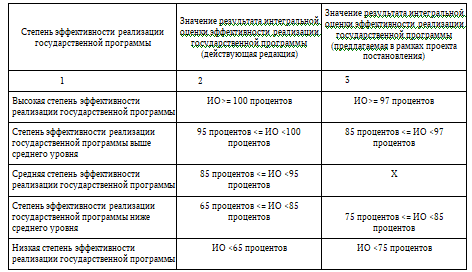 Степень эффективности реализации
государственной программы
Значение результата интегральной
оценки эффективности реализации
государственной программы
(действующая редакция)
Значение результата интегральной
оценки эффективности реализации
государственной программы
(предлагаемая в рамках проекта
постановления)
1
2
3
Высокая степень эффективности
реализации государственной программы
ИО>= 100 процентов
ИО>= 97 процентов
Степень эффективности реализации
государственной программы выше
среднего уровня
95 процентов <= ИО <100
процентов
85 процентов <= ИО <97
процентов
Средняя степень эффективности
реализации государственной программы
85 процентов <= ИО <95
процентов
Х
Степень эффективности реализации
государственной программы ниже
среднего уровня
65 процентов <= ИО <85
процентов
75 процентов <= ИО <85
процентов
Низкая степень эффективности
реализации государственной программы
ИО <65 процентов
ИО <75 процентов